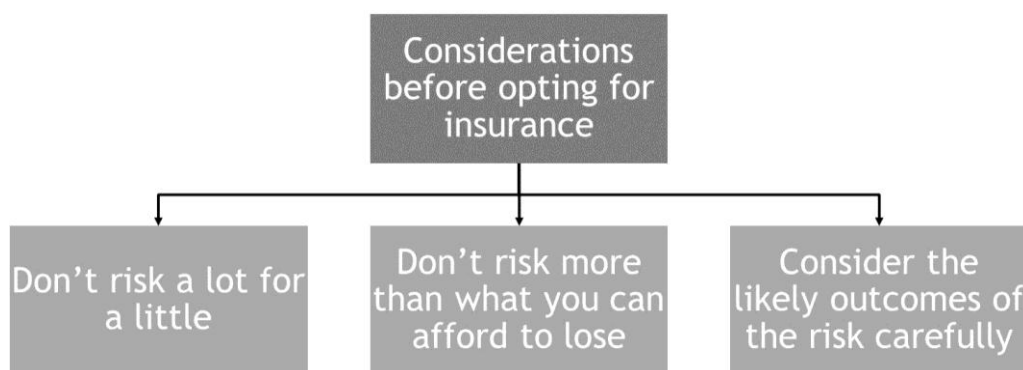 Considerations
before opting for
insurance
Don’t risk a lot for
a little
Don’t risk more
than what you can
afford to lose
Consider the
likely outcomes of
the risk carefully